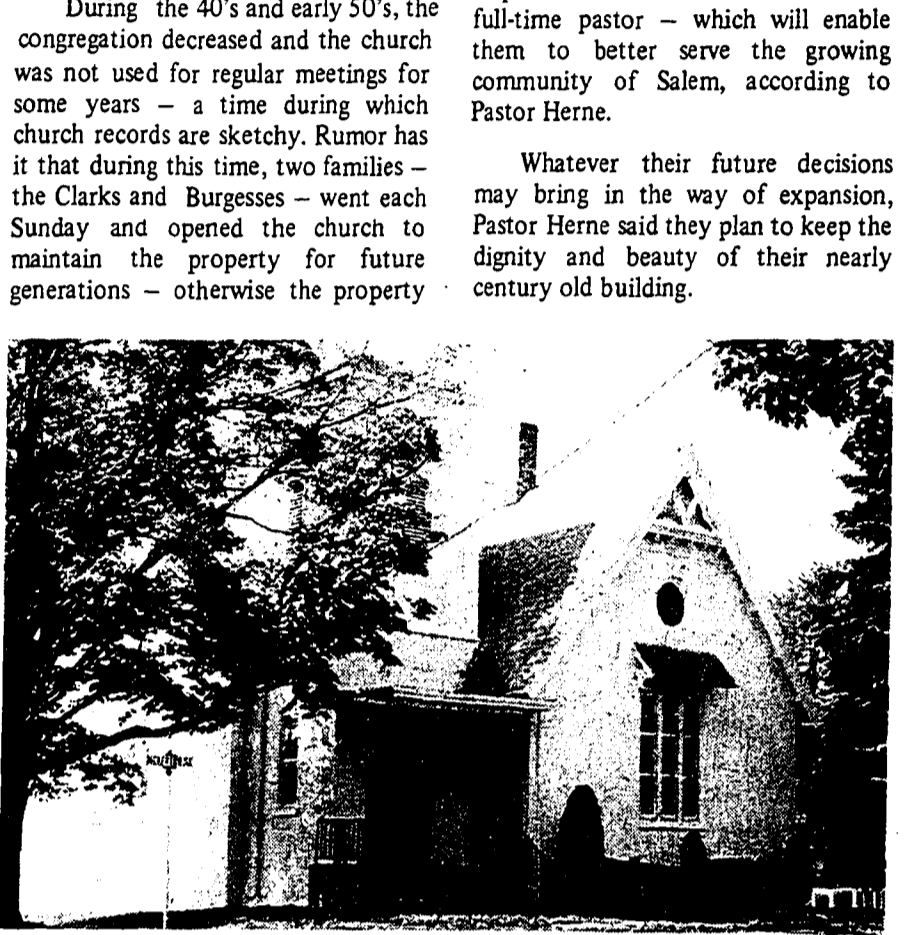 During the 40's and early 50's, the
congregation decreased and the church
was not used for regular meetings for
some years — a time during which
church records are sketchy. Rumor has
it that during this time, two families —
the Clarks and Burgesses — went each
Sunday and opened the church to
maintain the property for future
generations — otherwise the property
full-time pastor — which will enable
them to better serve the growing
community of Salem, according to
Pastor Herne.
Whatever their future decisions
may bring in the way of expansion,
Pastor Herne said they plan to keep the
dignity and beauty of their nearly
century old building.